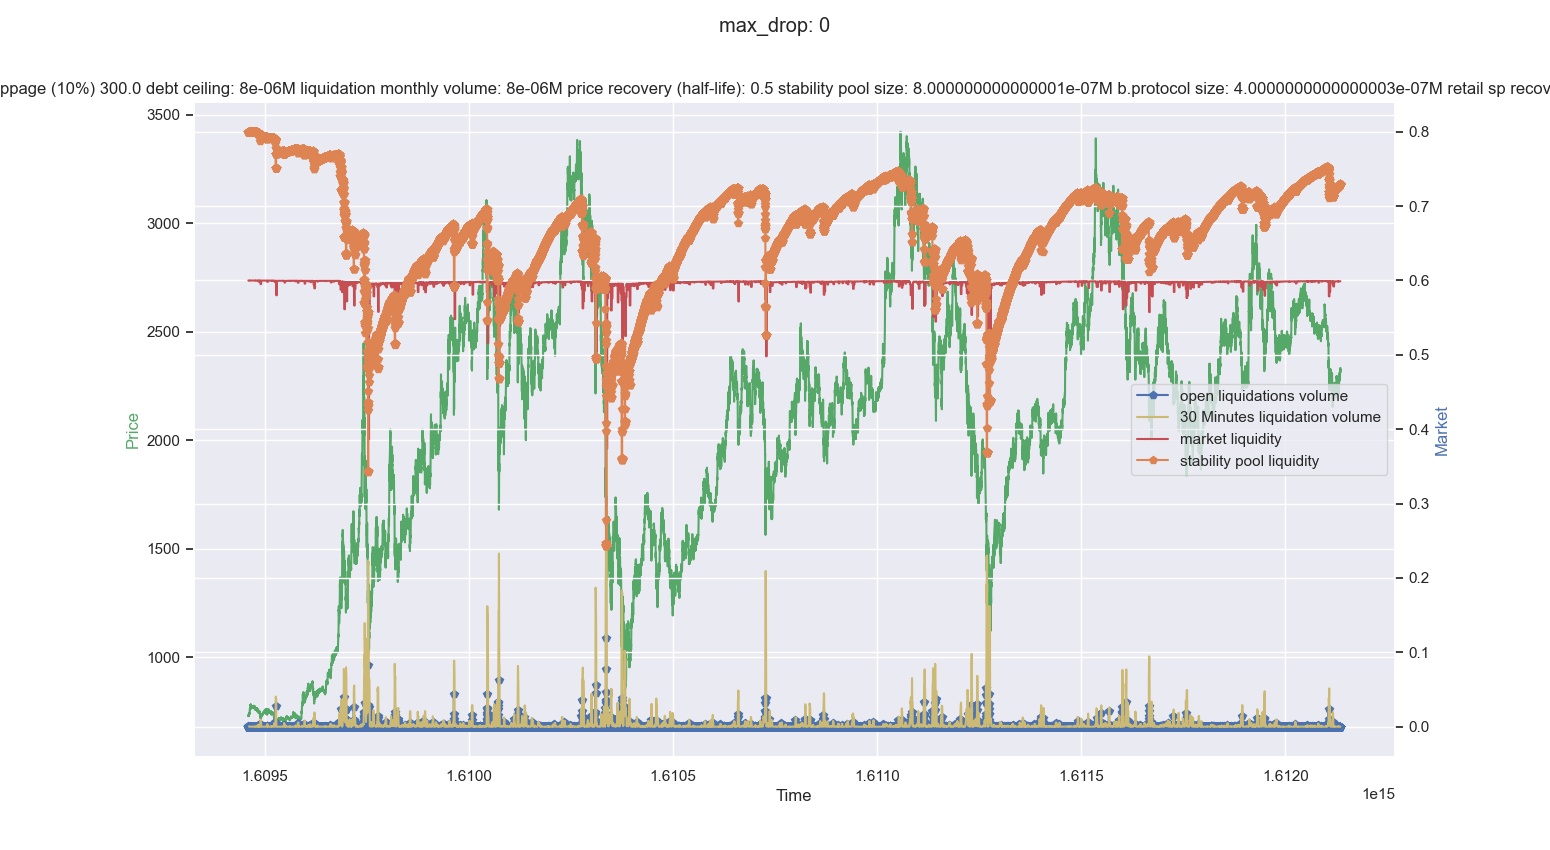 max_drop: 0
ppage (10%) 300.0 debt ceiling: 8e-06M liquidation monthly volume: 8e-06M price recovery (half-life): 0.5 stability pool size: 8.000000000000001e-07M b.protocol size: 4.0000000000000003e-07M retail sp recov
3500
3000
2500
2000
1500
1000
Price
0.8
0.7
0.6
0.5
0.4
0.3
0.2
0.1
0.0
Market
open liquidations volume
30 Minutes liquidation volume
market liquidity
stability pool liquidity
1.6095 1.6100 1.6105 1.6110 1.6115 1.6120
Time
1e15